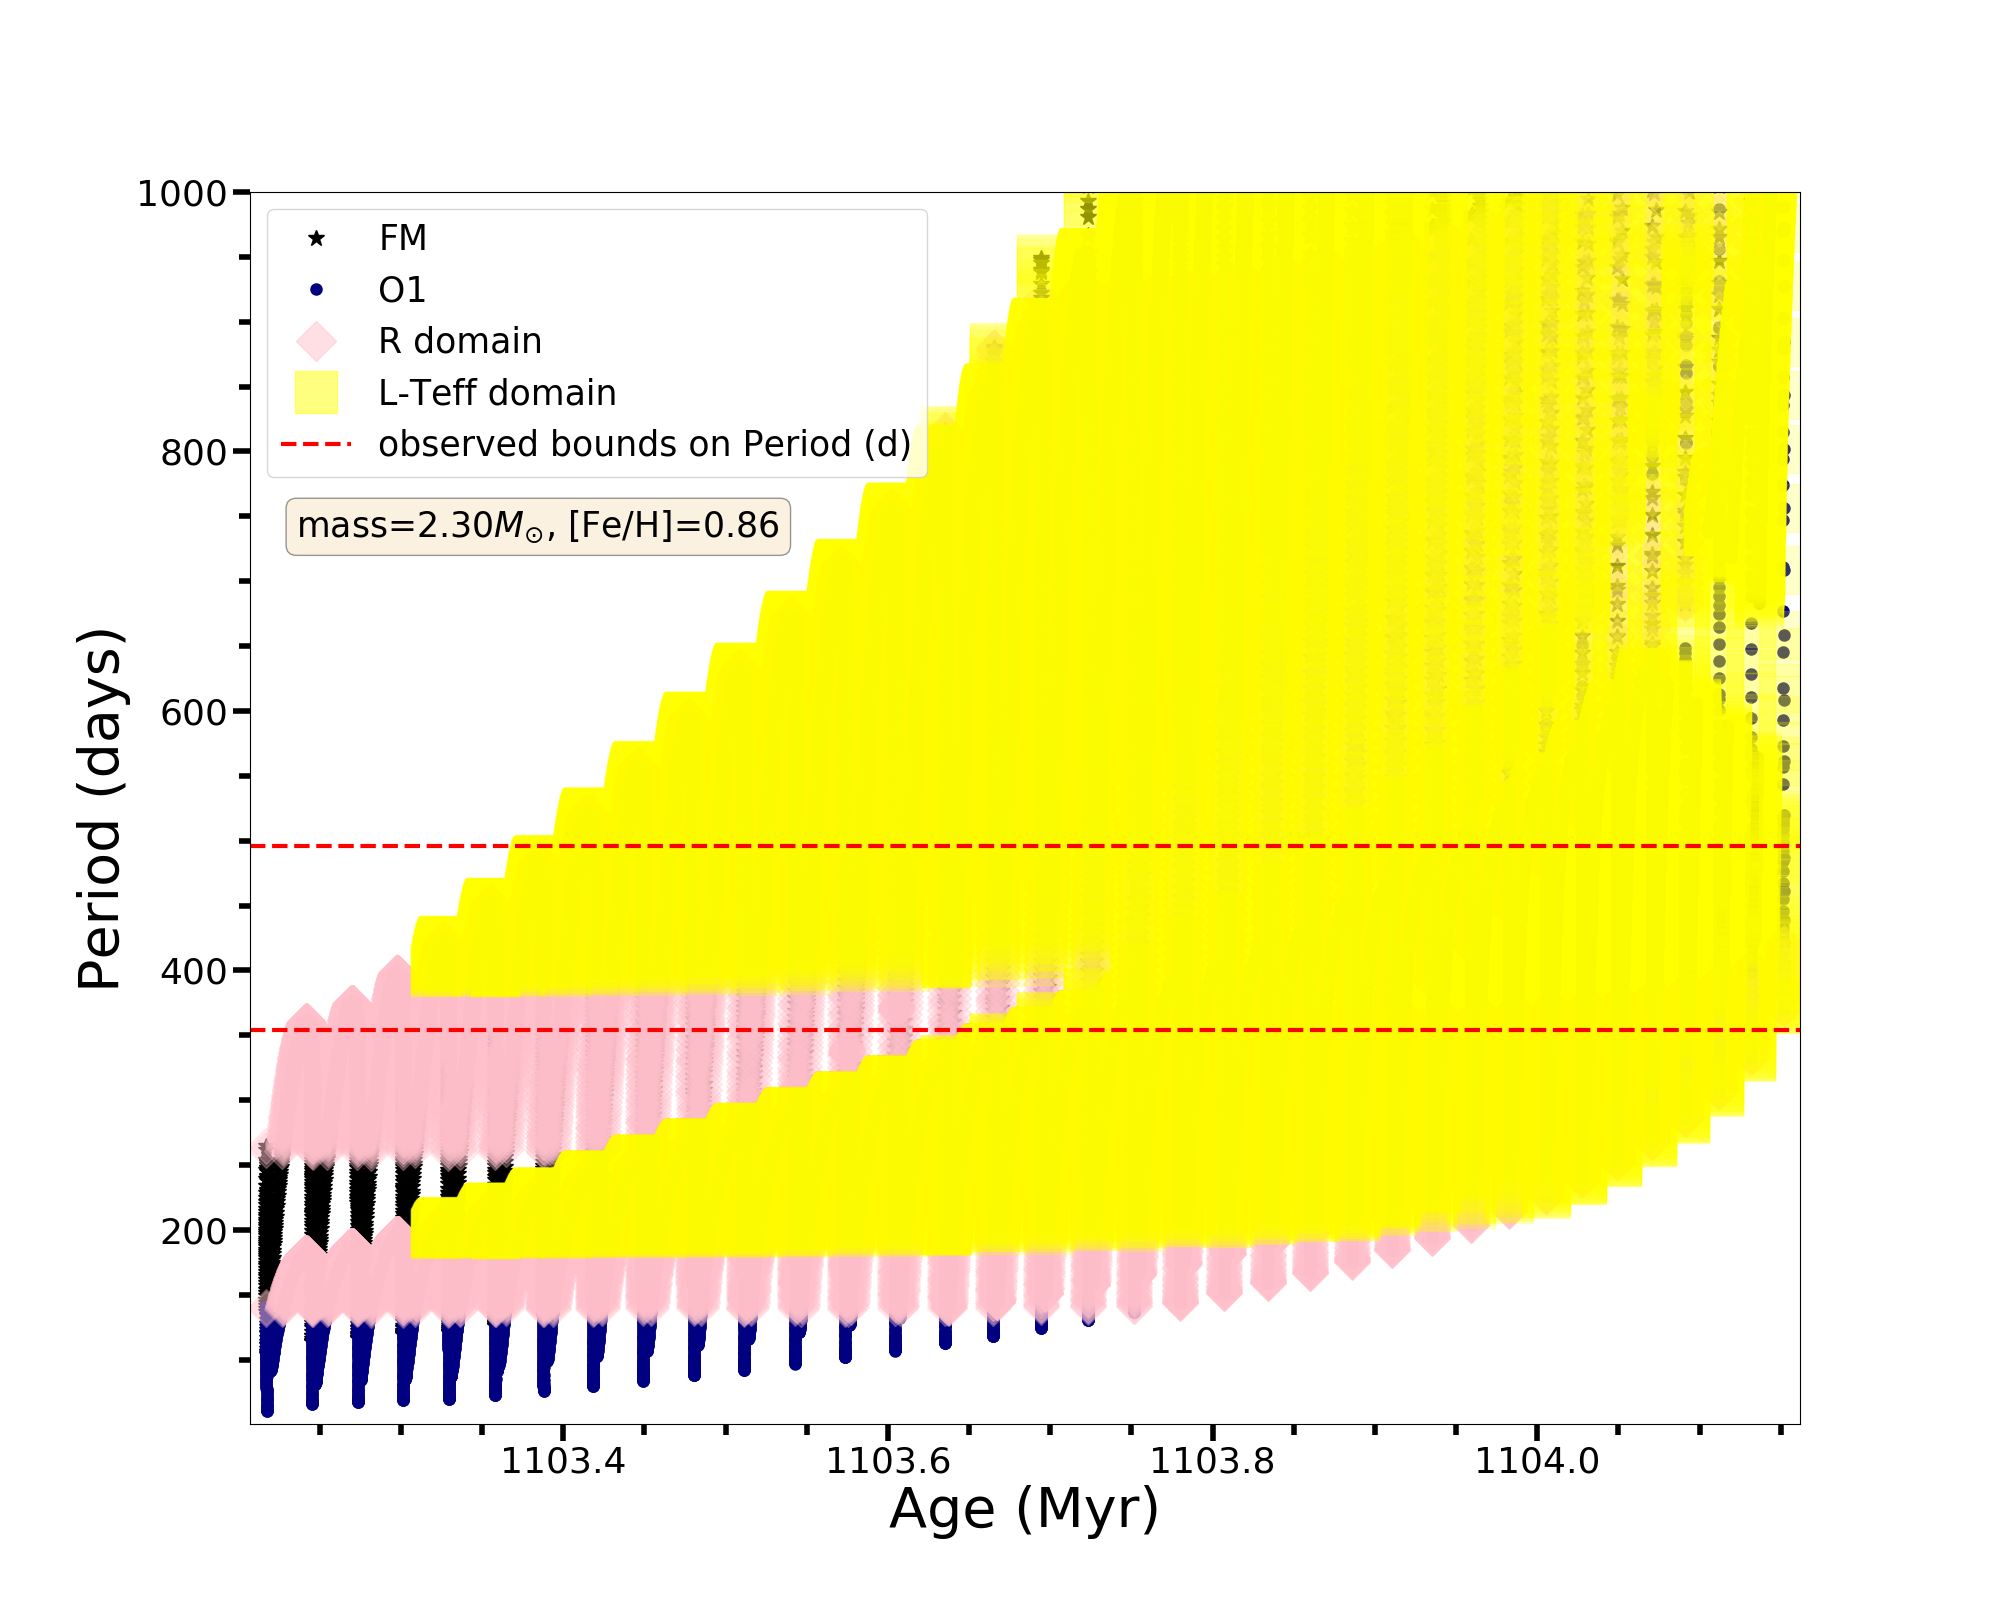 1000
800
600
400
200
Period (days)
FM
O1
R domain
L-Teff domain
observed bounds on Period (d)
mass=2.30M⊙, [Fe/H]=0.86
1103.4 1103.6 1103.8 1104.0
Age (Myr)